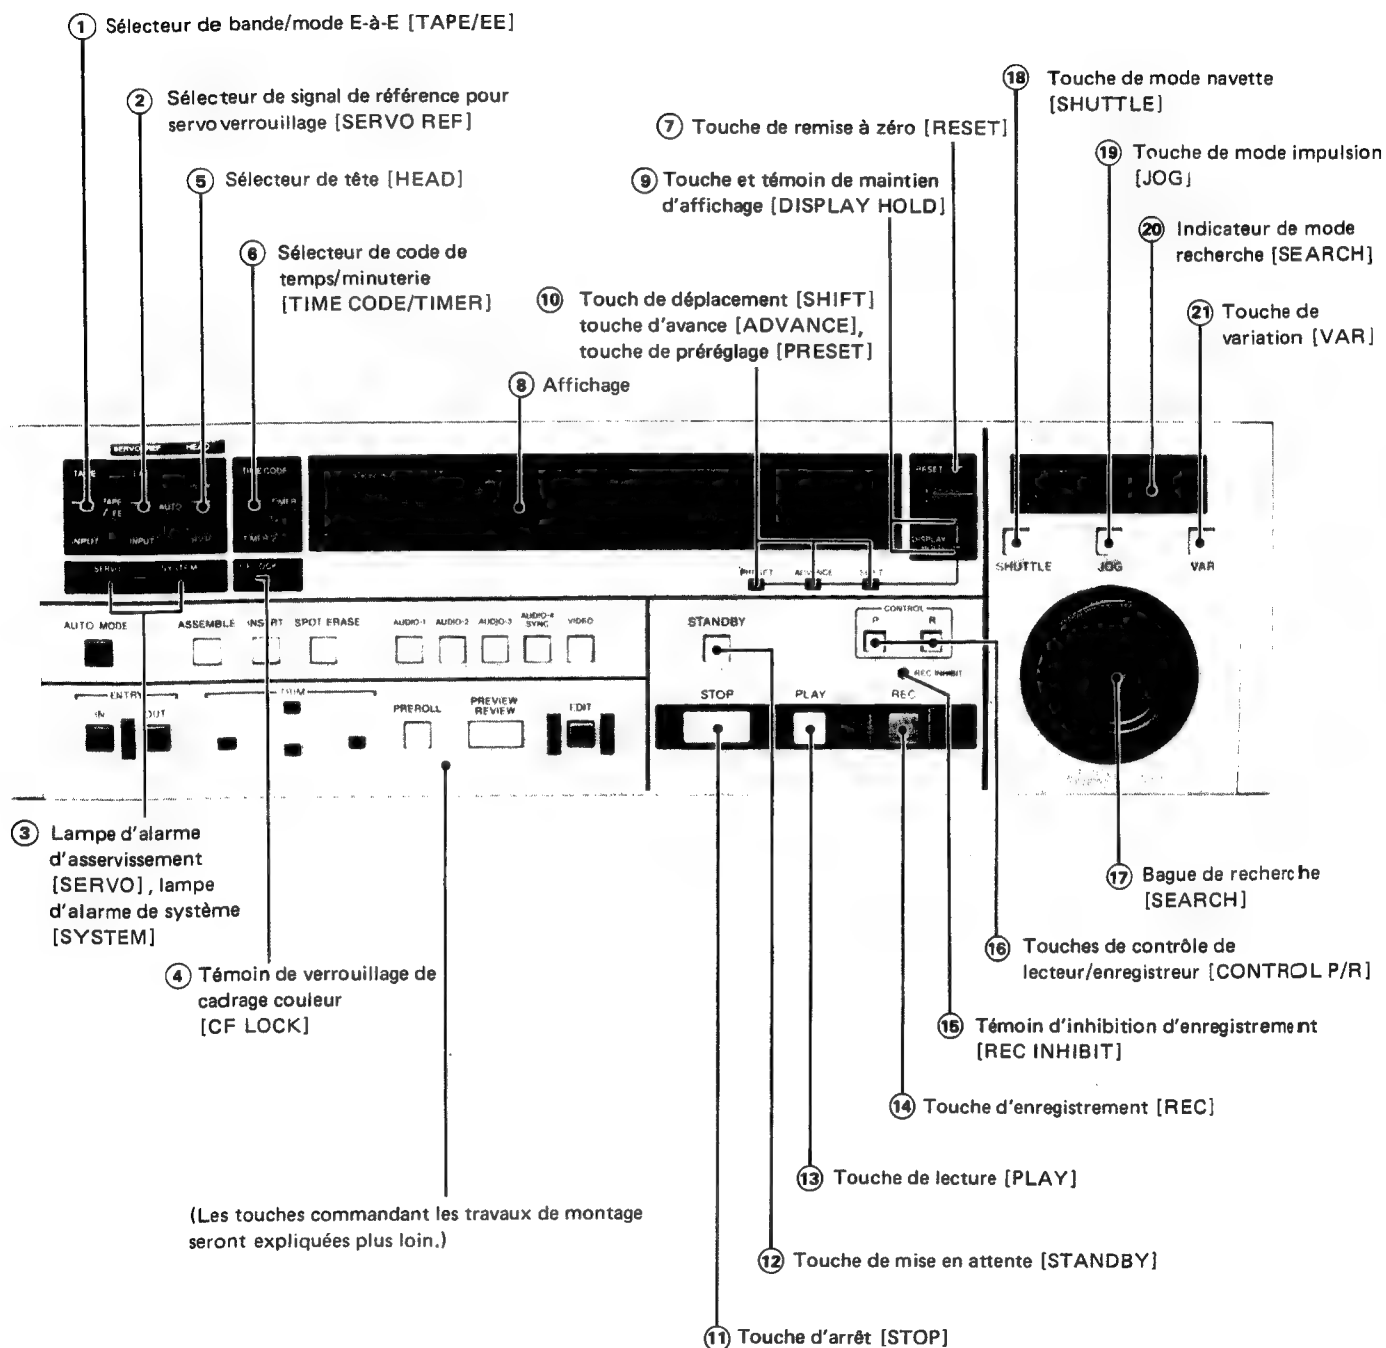 ① Sélecteur de bande/mode E-à-E [TAPE/EE]
② Sélecteur de signal de référence pour
servoverrouillage [SERVO REF]
⑤ Sélecteur de tête [HEAD]
⑥ Sélecteur de code de
temps/minuterie
[TIME CODE/TIMER]
⑦ Touche de remise à zéro [RESET]
⑨ Touche et témoin de maintien
d'affichage [DISPLAY HOLD]
⑩ Touch de déplacement [SHIFT]
touche d'avance [ADVANCE],
touche de préréglage [PRESET]
⑧ Affichage
⑱ Touche de mode navette
[SHUTTLE]
⑲ Touche de mode impulsion
[JOG]
⑳ Indicateur de mode
recherche [SEARCH]
㉑ Touche de
variation [VAR]
SERVO REF HEAD
TAPE
TAPE
/ EE
AUTO
INPUT INPUT
TIME CODE
TIMER
TIMER 2
RESET
DISPLAY
HOLD
SERVO SYSTEM
CF LOCK
PRESET ADVANCE SHIFT
SHUTTLE JOG VAR
AUTO MODE ASSEMBLE INSERT SPOT ERASE AUDIO-1 AUDIO-2 AUDIO-3 AUDIO-4
SYNC VIDEO
STANDBY
CONTROL
P R
REC INHIBIT
ENTRY
IN OUT
TRIM
PREROLL
PREVIEW
REVIEW
EDIT
STOP PLAY REC
③ Lampe d'alarme
d'asservissement
[SERVO], lampe
d'alarme de système
[SYSTEM]
④ Témoin de verrouillage de
cadrage couleur
[CF LOCK]
(Les touches commandant les travaux de montage
seront expliquées plus loin.)
⑰ Bague de recherche
[SEARCH]
⑯ Touches de contrôle de
lecteur/enregistreur [CONTROL P/R]
⑮ Témoin d'inhibition d'enregistrement
[REC INHIBIT]
⑭ Touche d'enregistrement [REC]
⑬ Touche de lecture [PLAY]
⑫ Touche de mise en attente [STANDBY]
⑪ Touche d'arrêt [STOP]